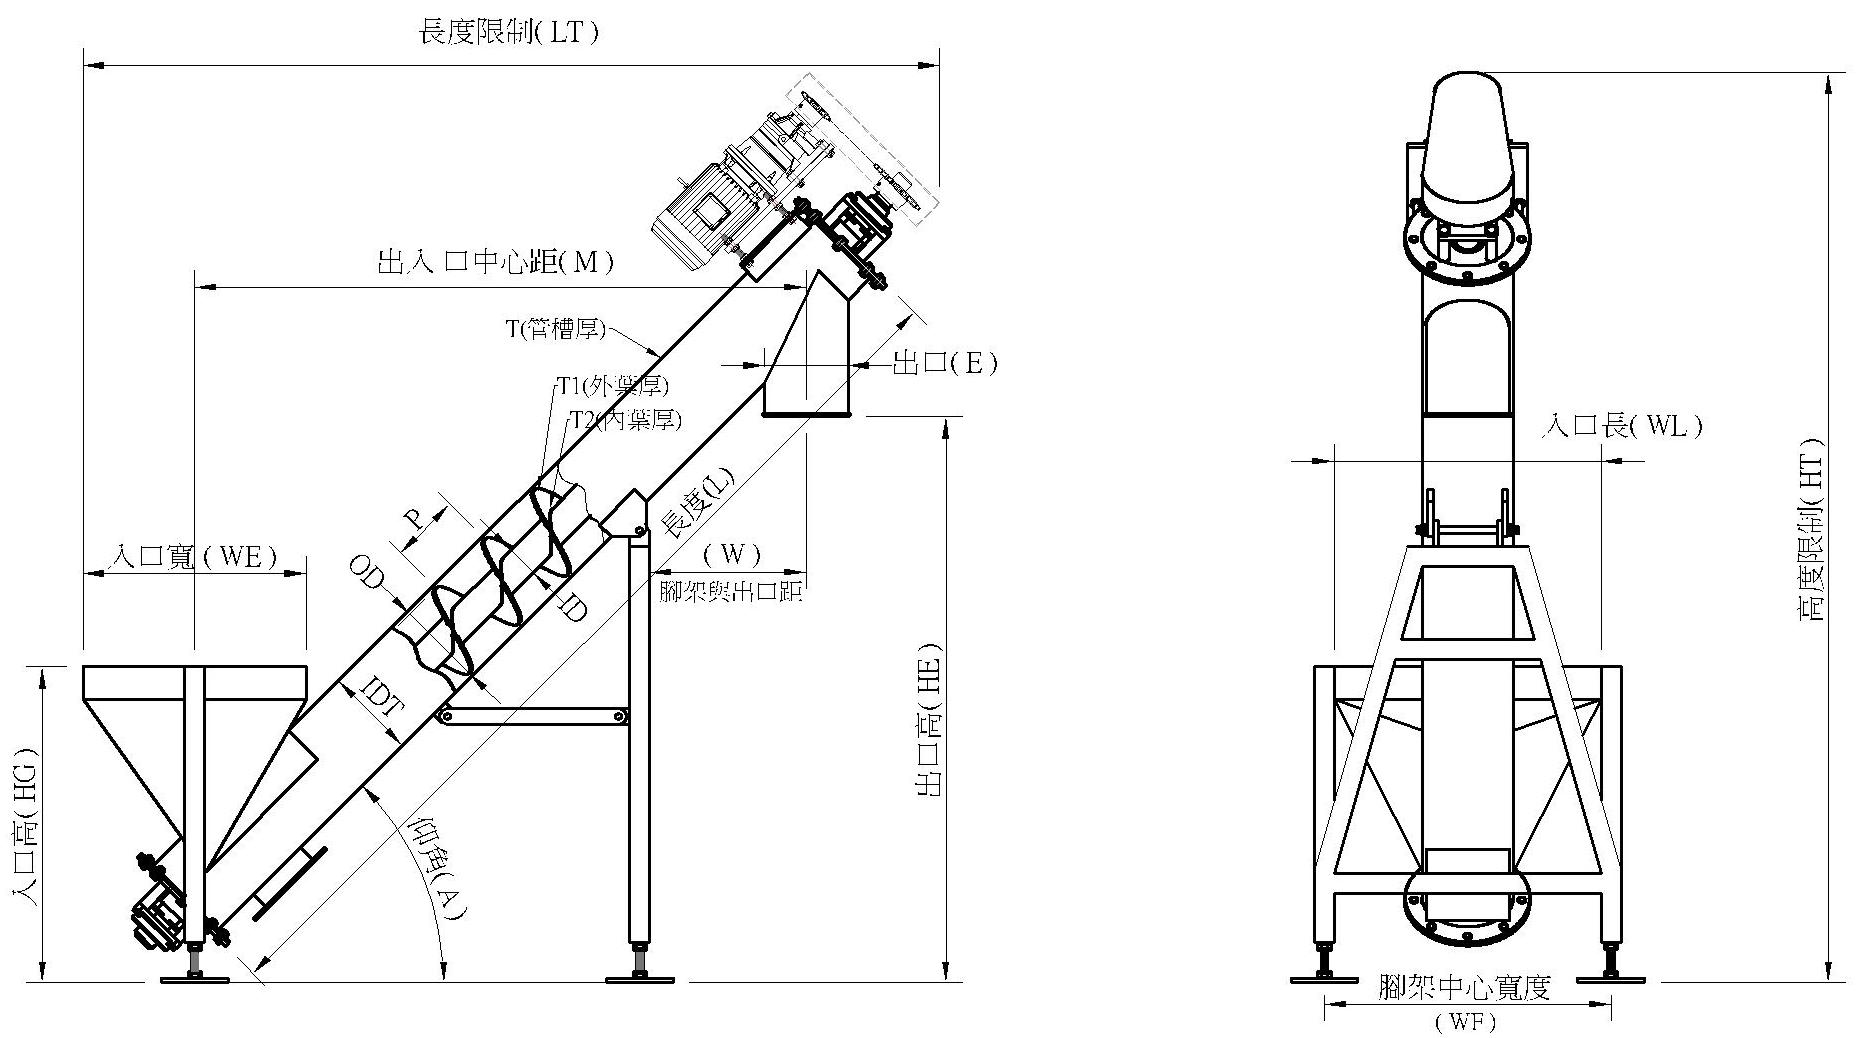 長度限制(LT)
出入口中心距(M)
T(管槽厚)
出口(E)
T1(外葉厚)
T2(內葉厚)
入口長(WL)
高度限制(HT)
長度(L)
P
入口寬(WE)
OD
ID
(W)
腳架與出口距
IDT
出口高(HE)
入口高(HG)
仰角(A)
腳架中心寬度
(WF)